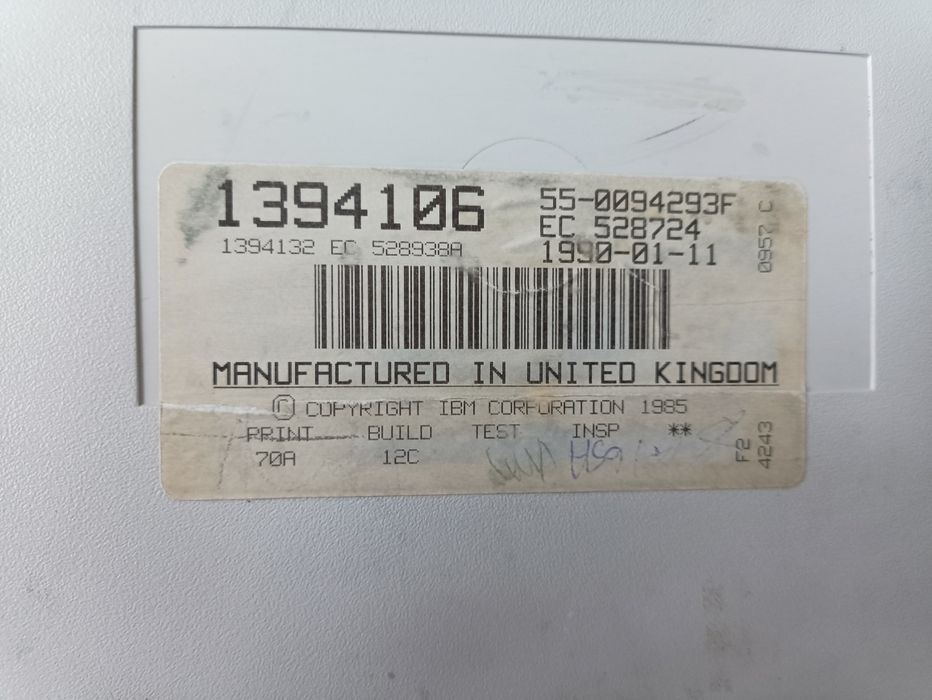 1394106
1394132 EC 528938A
55-0094293F
EC 528724
1990-01-11
0957 C
MANUFACTURED IN UNITED KINGDOM
© COPYRIGHT IBM CORPORATION 1985
PRINT BUILD TEST INSP **
70A 12C
F2
4243